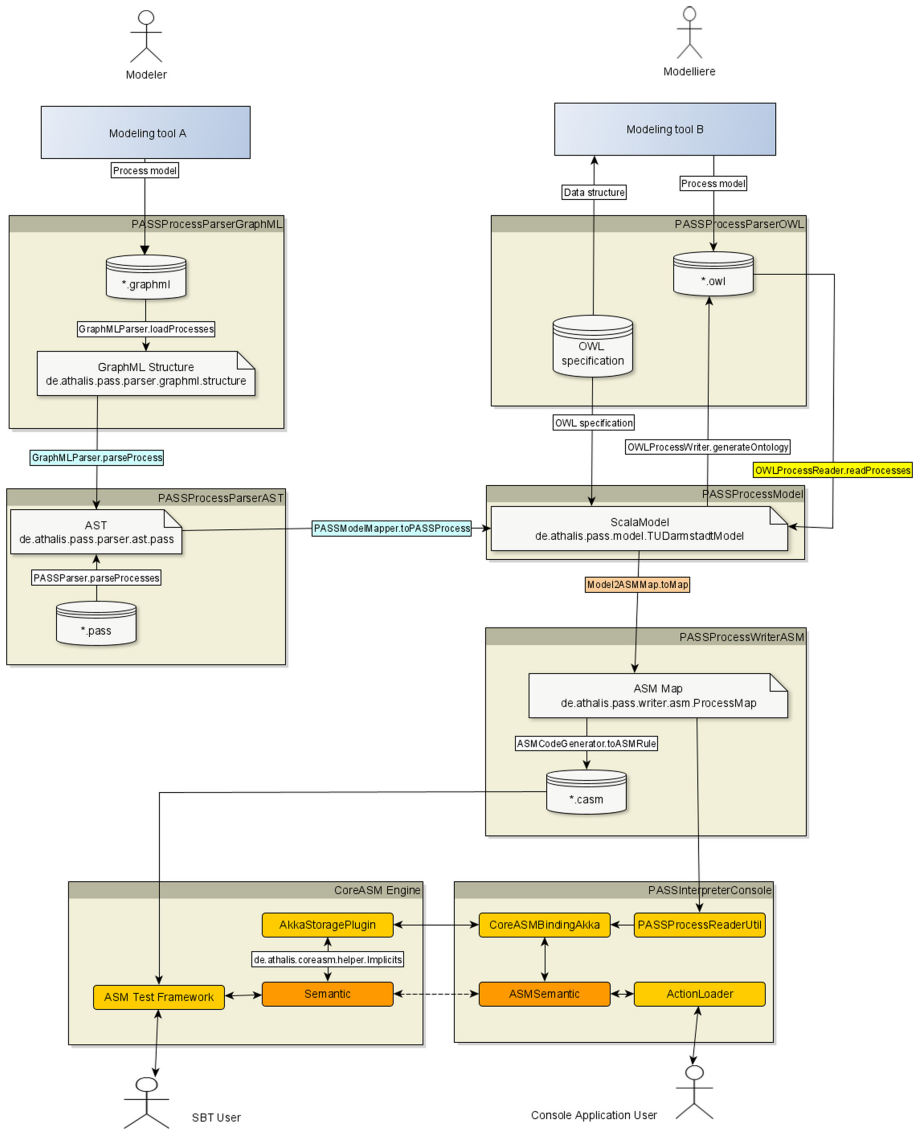 Modeler
Modelliere
Modeling tool A
Modeling tool B
Process model
Data structure
Process model
PASSProcessParserGraphML
*.graphml
GraphMLParser.loadProcesses
GraphML Structure
de.athalis.pass.parser.graphml.structure
PASSProcessParserOWL
*.owl
OWL
specification
OWL specification
OWLProcessWriter.generateOntology
OWLProcessReader.readProcesses
GraphMLParser.parseProcess
PASSProcessParserAST
AST
de.athalis.pass.parser.ast.pass
PASSParser.parseProcesses
*.pass
PASSModelMapper.toPASSProcess
PASSProcessModel
ScalaModel
de.athalis.pass.model.TUDarmstadtModel
Model2ASMMap.toMap
PASSProcessWriterASM
ASM Map
de.athalis.pass.writer.asm.ProcessMap
ASMCodeGenerator.toASMRule
*.casm
CoreASM Engine
AkkaStoragePlugin
de.athalis.coreasm.helper.Implicits
ASM Test Framework
Semantic
PASSInterpreterConsole
CoreASMBindingAkka
PASSProcessReaderUtil
ASMSemantic
ActionLoader
SBT User
Console Application User